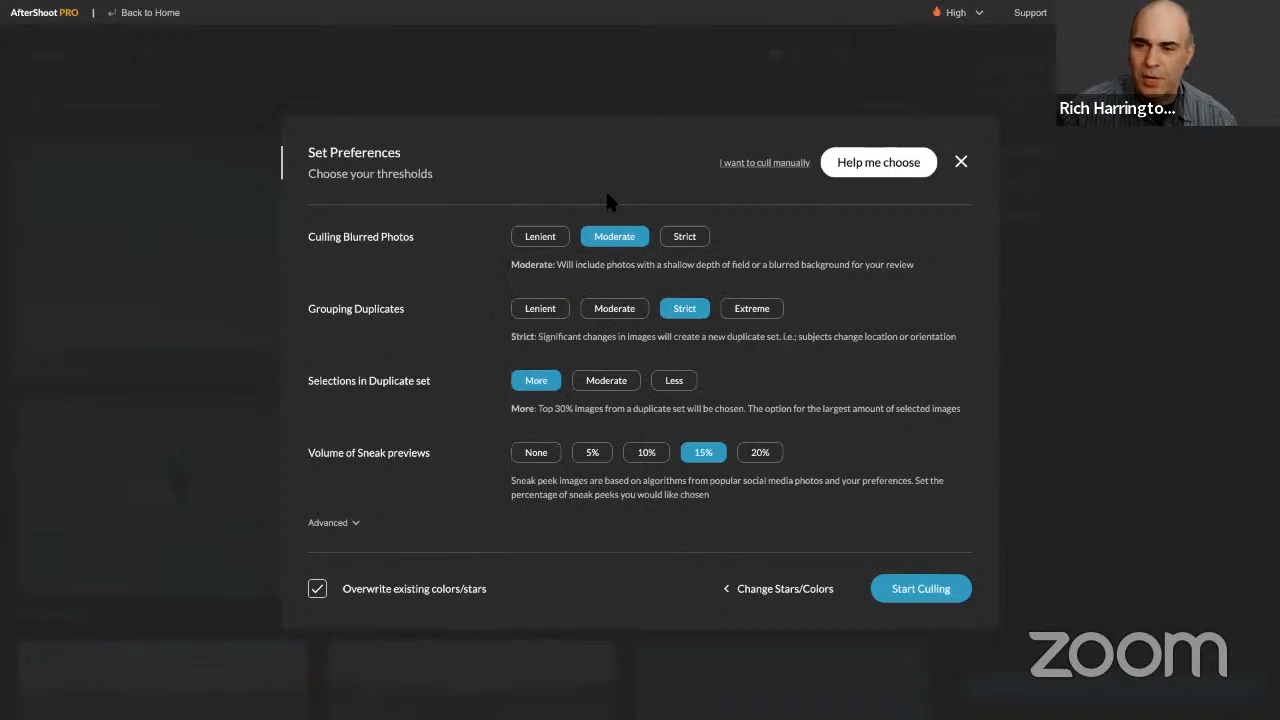 AfterShoot PRO | Back to Home High Support
Rich Harringto...
Set Preferences
Choose your thresholds
I want to cull manually Help me choose
Culling Blurred Photos Lenient Moderate Strict
Moderate: Will include photos with a shallow depth of field or a blurred background for your review
Grouping Duplicates Lenient Moderate Strict Extreme
Strict: Significant changes in images will create a new duplicate set. i.e.; subjects change location or orientation
Selections in Duplicate set More Moderate Less
More: Top 30% images from a duplicate set will be chosen. The option for the largest amount of selected images
Volume of Sneak previews None 5% 10% 15% 20%
Sneak peek images are based on algorithms from popular social media photos and your preferences. Set the
percentage of sneak peeks you would like chosen
Advanced
Overwrite existing colors/stars Change Stars/Colors Start Culling
zoom